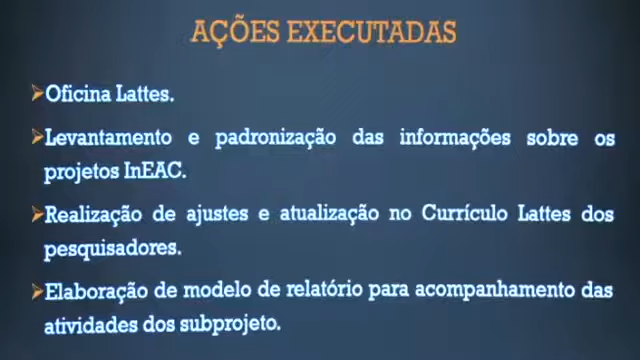 AÇÕES EXECUTADAS
Oficina Lattes.
Levantamento e padronização das informações sobre os
projetos InEAC.
Realização de ajustes e atualização no Currículo Lattes dos
pesquisadores.
Elaboração de modelo de relatório para acompanhamento das
atividades dos subprojeto.